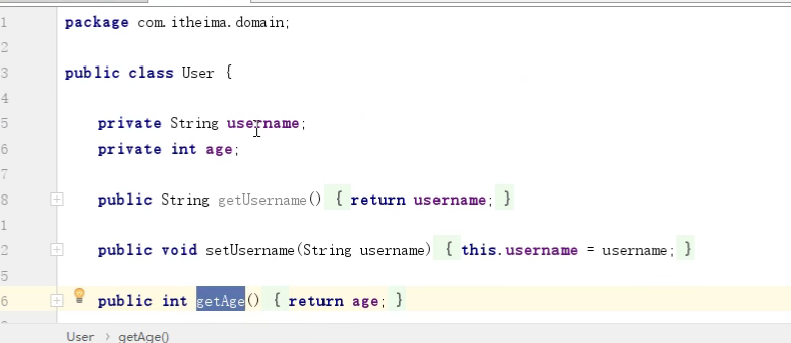 1 package com.itheima.domain;
2
3 public class User {
4
5 private String username;
6 private int age;
7
8 public String getUsername() { return username; }
1
2 public void setUsername(String username) { this.username = username; }
5
6 public int getAge() { return age; }
User > getAge()